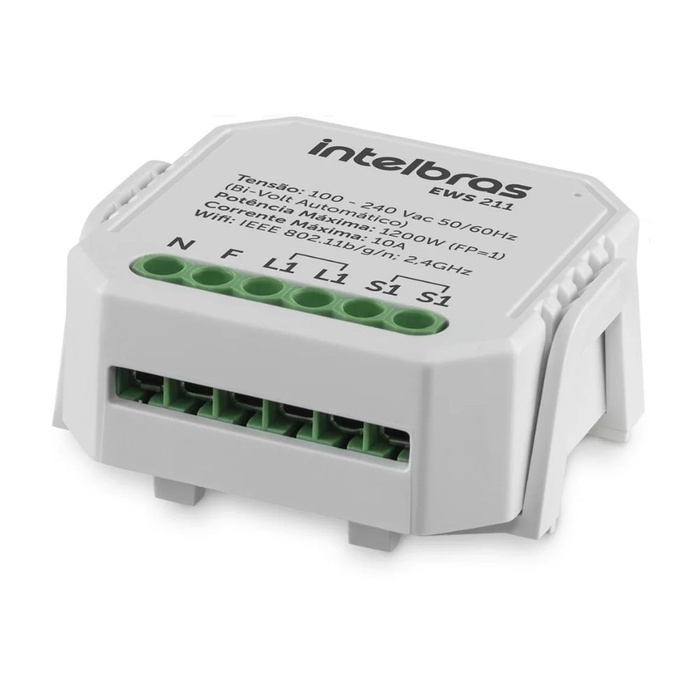 intelbras
EWS 211
Tensão: 100 - 240 Vac 50/60Hz
(Bi-Volt Automático)
Potência Máxima: 1200W (FP=1)
Corrente Máxima: 10A
Wifi: IEEE 802.11b/g/n: 2,4GHz
N F L1 L1 S1 S1